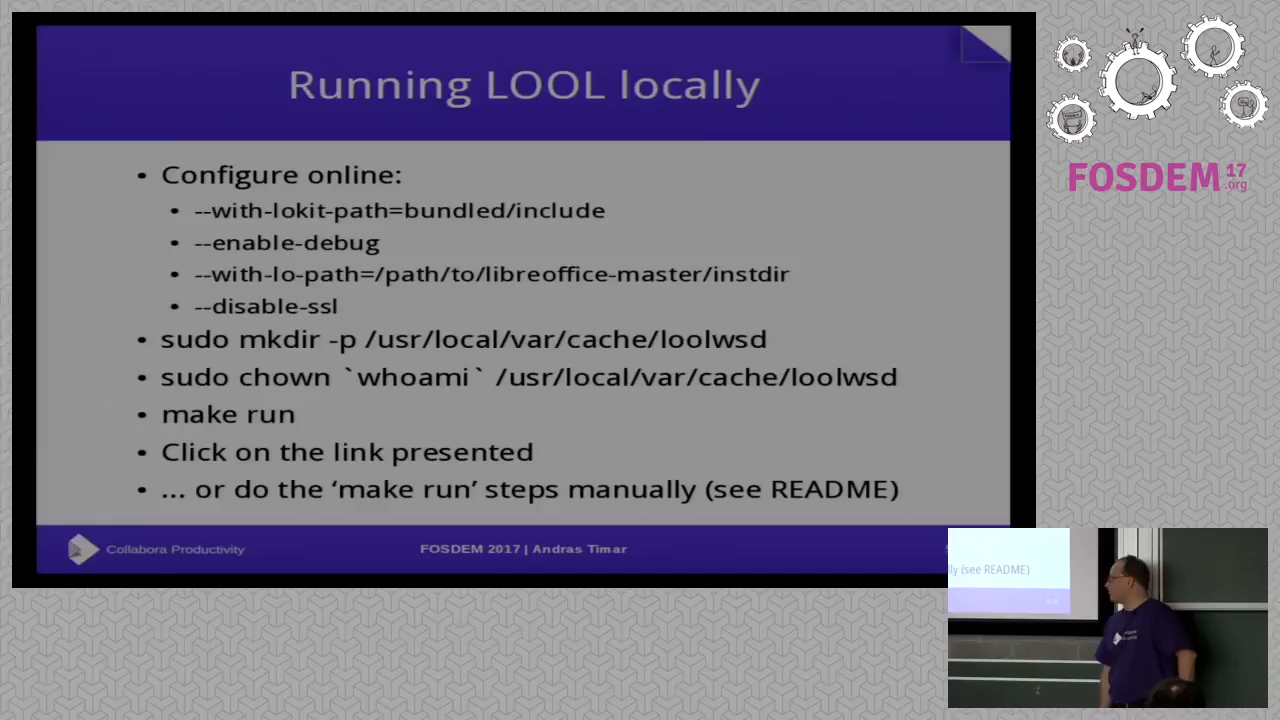 Running LOOL locally
• Configure online:
• --with-lokit-path=bundled/include
• --enable-debug
• --with-lo-path=/path/to/libreoffice-master/instdir
• --disable-ssl
• sudo mkdir -p /usr/local/var/cache/loolwsd
• sudo chown `whoami` /usr/local/var/cache/loolwsd
• make run
• Click on the link presented
• ... or do the ‘make run’ steps manually (see README)
Collabora Productivity
FOSDEM 2017 | Andras Timar
FOSDEM 17
.org
lly (see README)